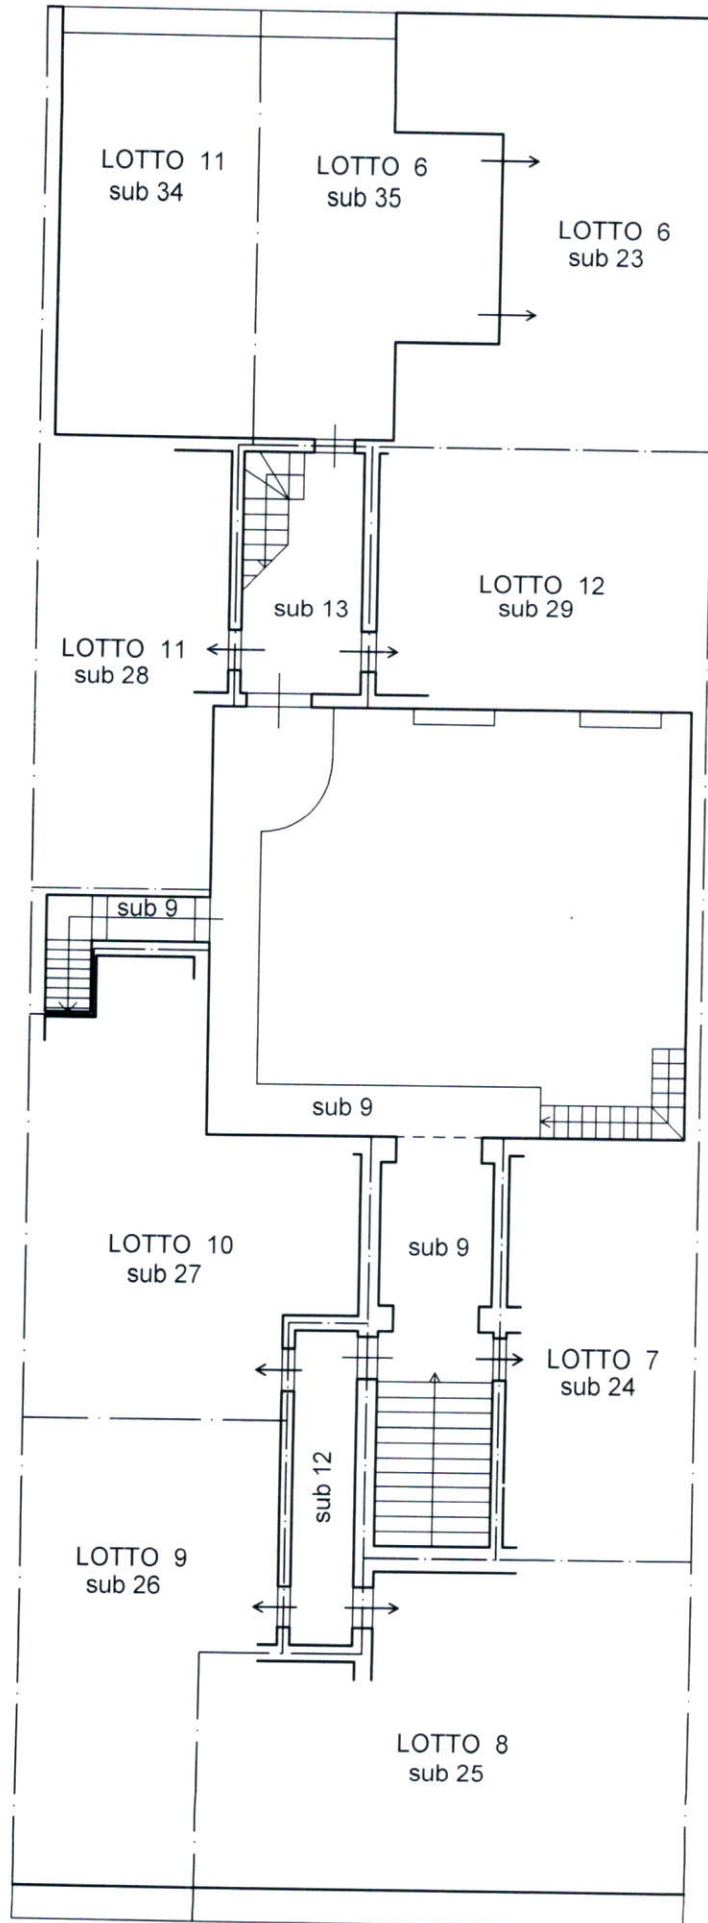 LOTTO 11
sub 34
LOTTO 6
sub 35
LOTTO 6
sub 23
LOTTO 12
sub 29
sub 13
LOTTO 11
sub 28
sub 9
sub 9
LOTTO 10
sub 27
sub 9
LOTTO 7
sub 24
sub 12
LOTTO 9
sub 26
LOTTO 8
sub 25